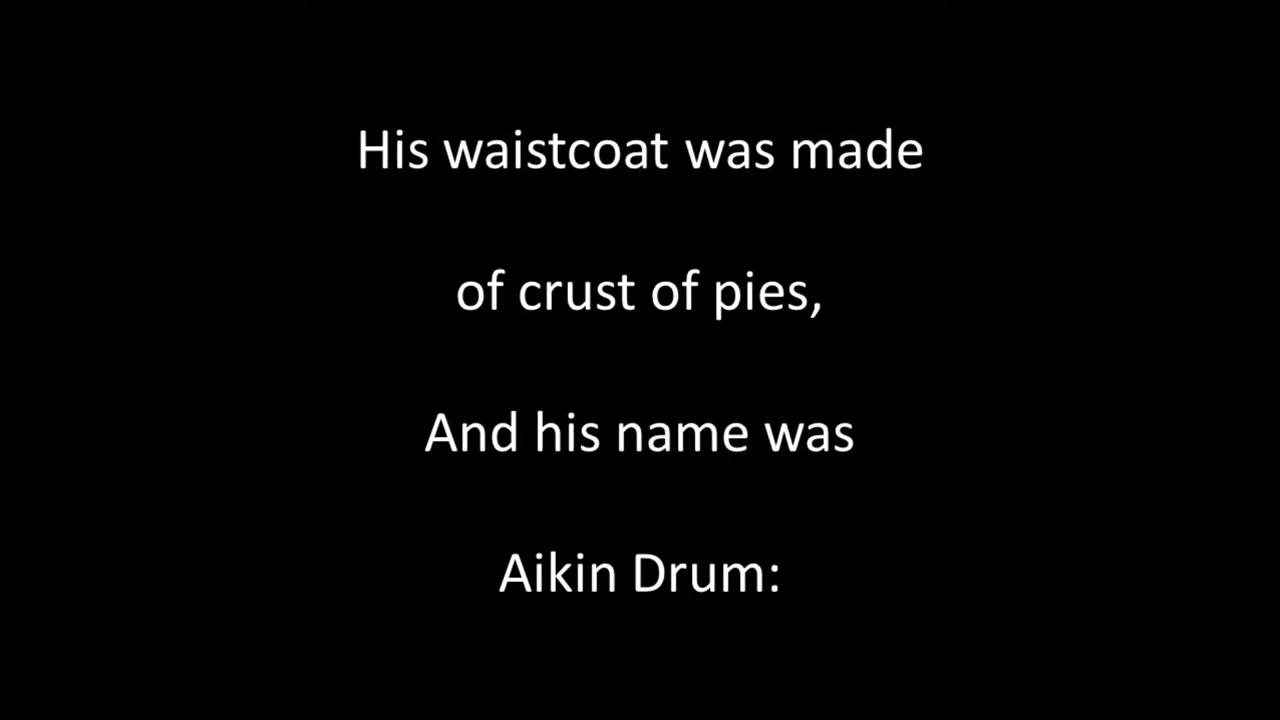 His waistcoat was made
of crust of pies,
And his name was
Aikin Drum: